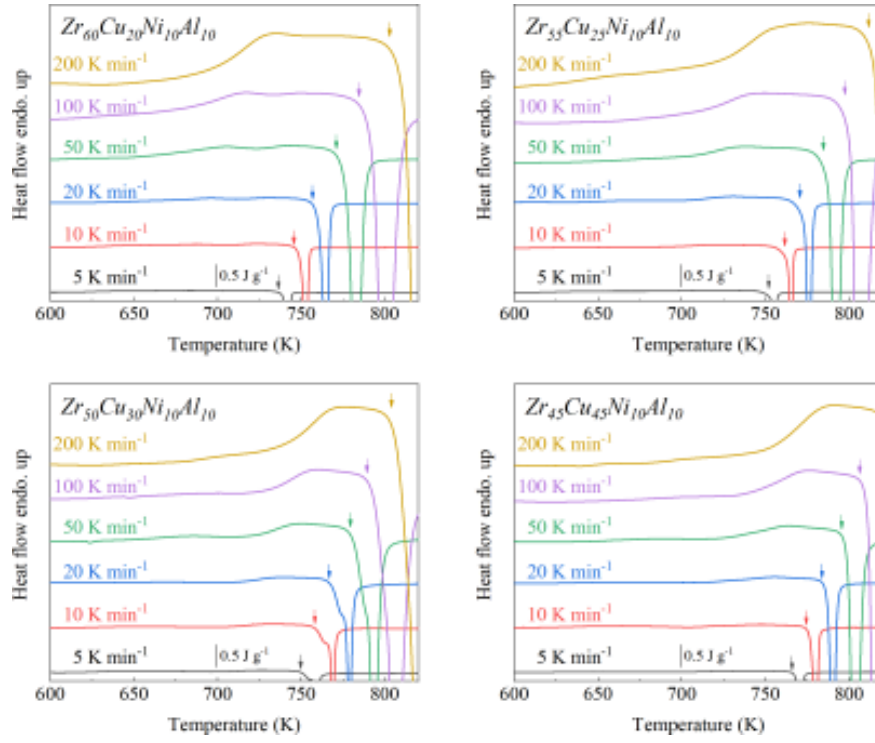 Zr60Cu20Ni10Al10
200 K min-1
100 K min-1
50 K min-1
20 K min-1
10 K min-1
5 K min-1
0.5 J g-1
Heat flow endo. up
600 650 700 750 800
Temperature (K)
Zr55Cu25Ni10Al10
200 K min-1
100 K min-1
50 K min-1
20 K min-1
10 K min-1
5 K min-1
0.5 J g-1
Heat flow endo. up
600 650 700 750 800
Temperature (K)
Zr50Cu30Ni10Al10
200 K min-1
100 K min-1
50 K min-1
20 K min-1
10 K min-1
5 K min-1
0.5 J g-1
Heat flow endo. up
600 650 700 750 800
Temperature (K)
Zr45Cu45Ni10Al10
200 K min-1
100 K min-1
50 K min-1
20 K min-1
10 K min-1
5 K min-1
0.5 J g-1
Heat flow endo. up
600 650 700 750 800
Temperature (K)